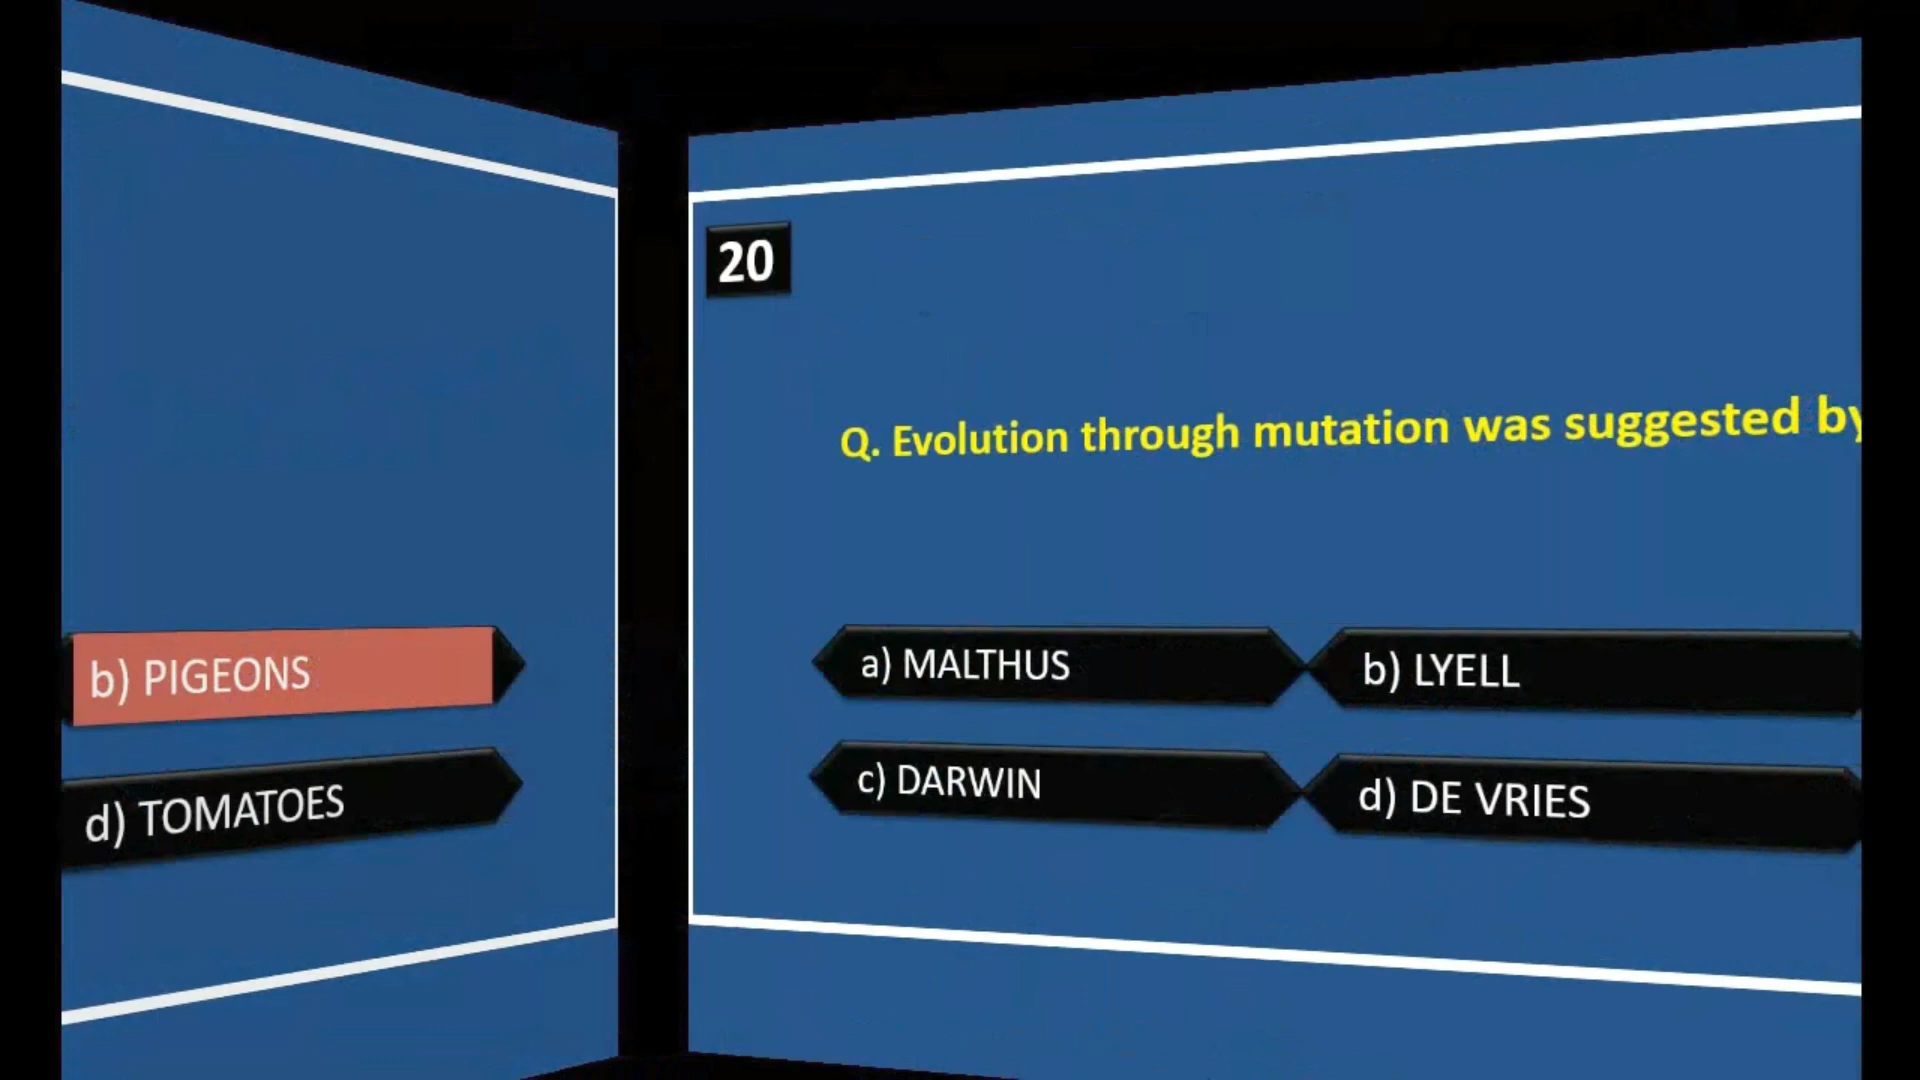 b) PIGEONS
d) TOMATOES
20
Q. Evolution through mutation was suggested by
a) MALTHUS
b) LYELL
c) DARWIN
d) DE VRIES